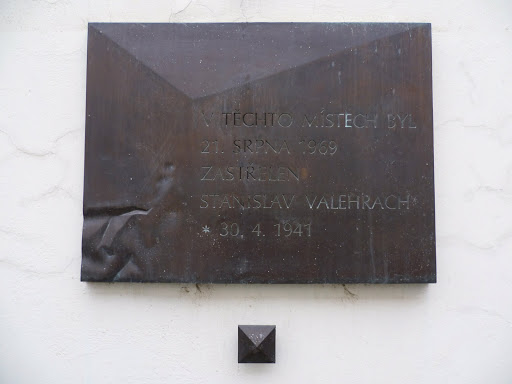 V TĚCHTO MÍSTECH BYL
21. SRPNA 1969
ZASTŘELEN
STANISLAV VALEHRACH
* 30. 4. 1941